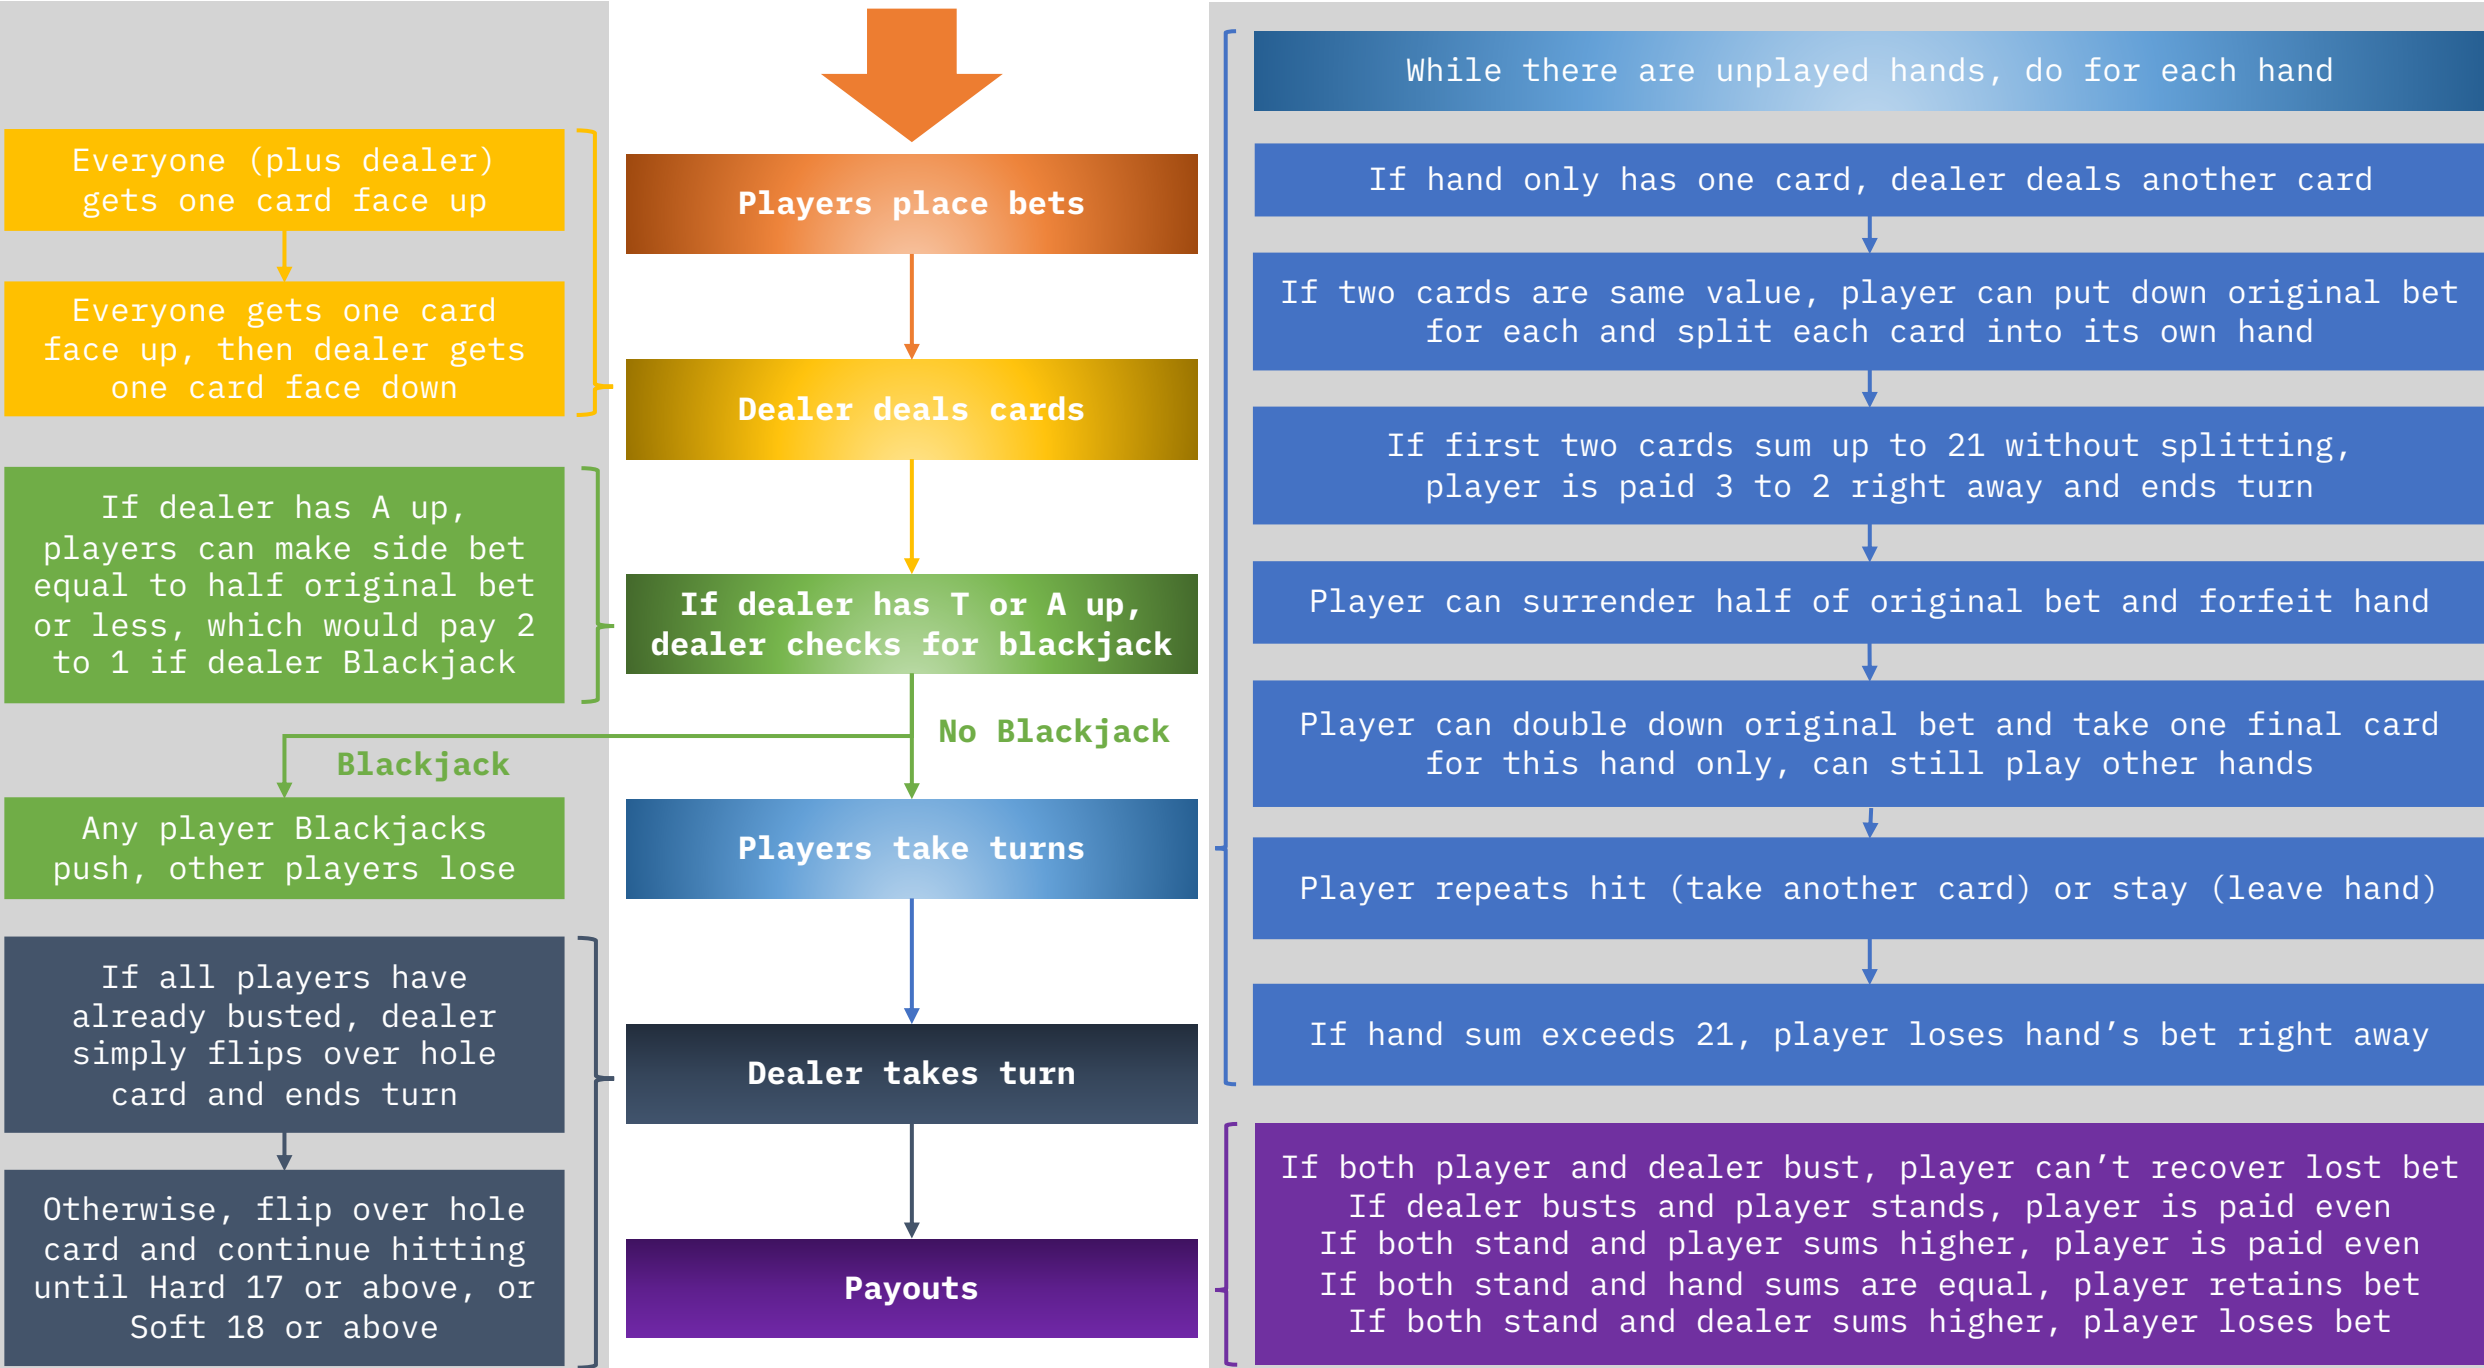 Everyone (plus dealer)
gets one card face up
Everyone gets one card
face up, then dealer gets
one card face down
If dealer has A up,
players can make side bet
equal to half original bet
or less, which would pay 2
to 1 if dealer Blackjack
Blackjack
Any player Blackjacks
push, other players lose
If all players have
already busted, dealer
simply flips over hole
card and ends turn
Otherwise, flip over hole
card and continue hitting
until Hard 17 or above, or
Soft 18 or above
Players place bets
Dealer deals cards
If dealer has T or A up,
dealer checks for blackjack
No Blackjack
Players take turns
Dealer takes turn
Payouts
While there are unplayed hands, do for each hand
If hand only has one card, dealer deals another card
If two cards are same value, player can put down original bet
for each and split each card into its own hand
If first two cards sum up to 21 without splitting,
player is paid 3 to 2 right away and ends turn
Player can surrender half of original bet and forfeit hand
Player can double down original bet and take one final card
for this hand only, can still play other hands
Player repeats hit (take another card) or stay (leave hand)
If hand sum exceeds 21, player loses hand’s bet right away
If both player and dealer bust, player can’t recover lost bet
If dealer busts and player stands, player is paid even
If both stand and player sums higher, player is paid even
If both stand and hand sums are equal, player retains bet
If both stand and dealer sums higher, player loses bet